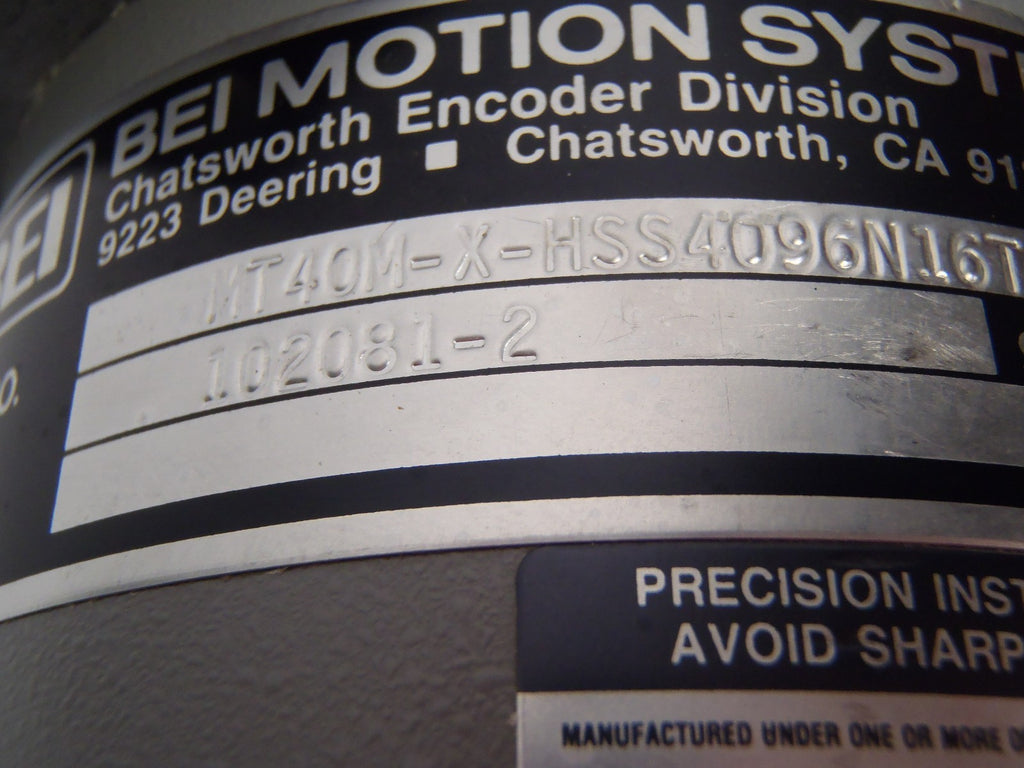 BEI MOTION SYST
Chatsworth Encoder Division
9223 Deering ■ Chatsworth, CA 91
BEI
MT40M-X-HSS4096N16T
102081-2
O.
PRECISION INST
AVOID SHARP
MANUFACTURED UNDER ONE OR MORE O